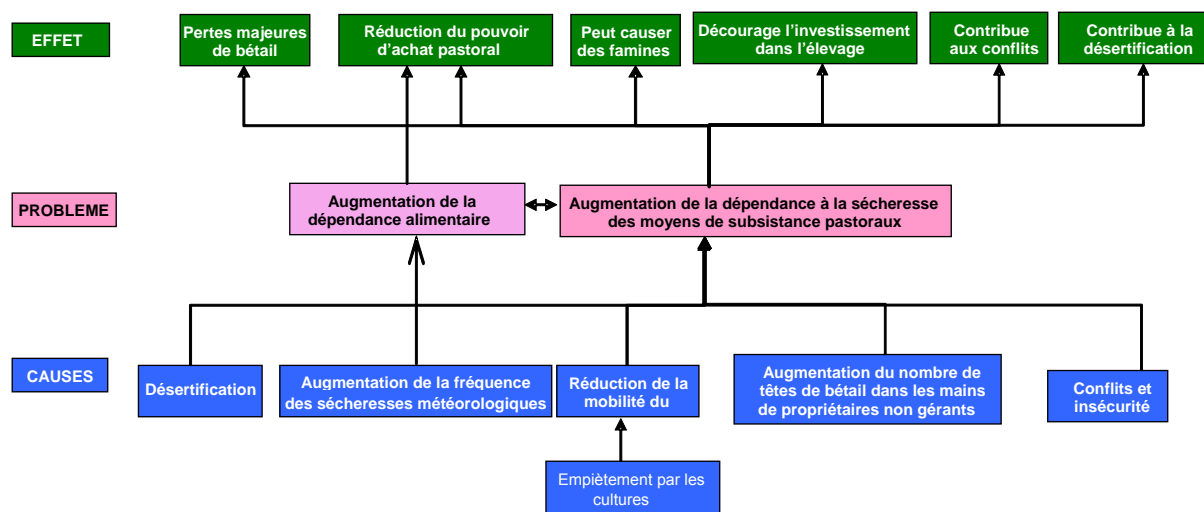 EFFET
Pertes majeures
de bétail
Réduction du pouvoir
d'achat pastoral
Peut causer
des famines
Décourage l'investissement
dans l'élevage
Contribue
aux conflits
Contribue à la
désertification
PROBLEME
Augmentation de la
dépendance alimentaire
Augmentation de la dépendance à la sécheresse
des moyens de subsistance pastoraux
CAUSES
Désertification
Augmentation de la fréquence
des sécheresses météorologiques
Réduction de la
mobilité du
Augmentation du nombre de
têtes de bétail dans les mains
de propriétaires non gérants
Conflits et
insécurité
Empiètement par les
cultures